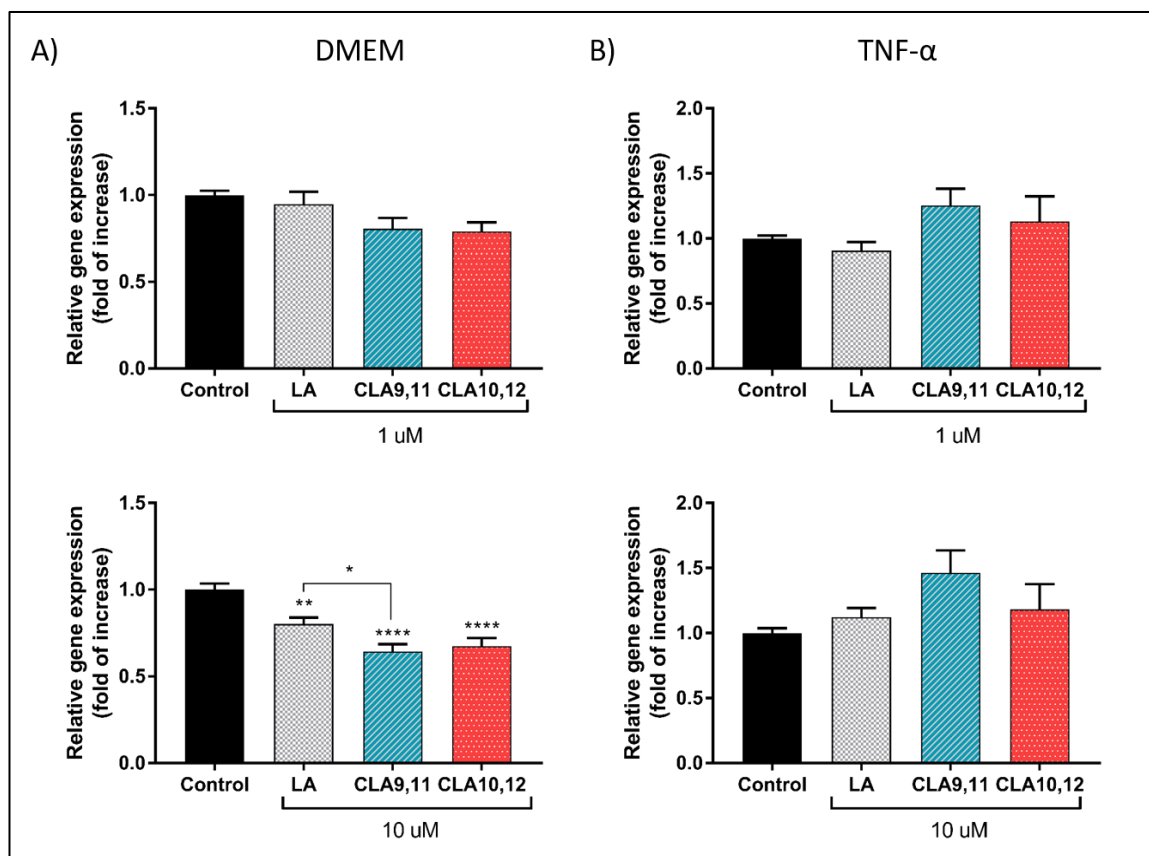 A) DMEM
B) TNF-α
Relative gene expression
(fold of increase)
1.5
1.0
0.5
0.0
Control LA CLA9,11 CLA10,12
1 uM
Relative gene expression
(fold of increase)
2.0
1.5
1.0
0.5
0.0
Control LA CLA9,11 CLA10,12
1 uM
Relative gene expression
(fold of increase)
1.5
1.0
0.5
0.0
*
**
****
****
Control LA CLA9,11 CLA10,12
10 uM
Relative gene expression
(fold of increase)
2.0
1.5
1.0
0.5
0.0
Control LA CLA9,11 CLA10,12
10 uM